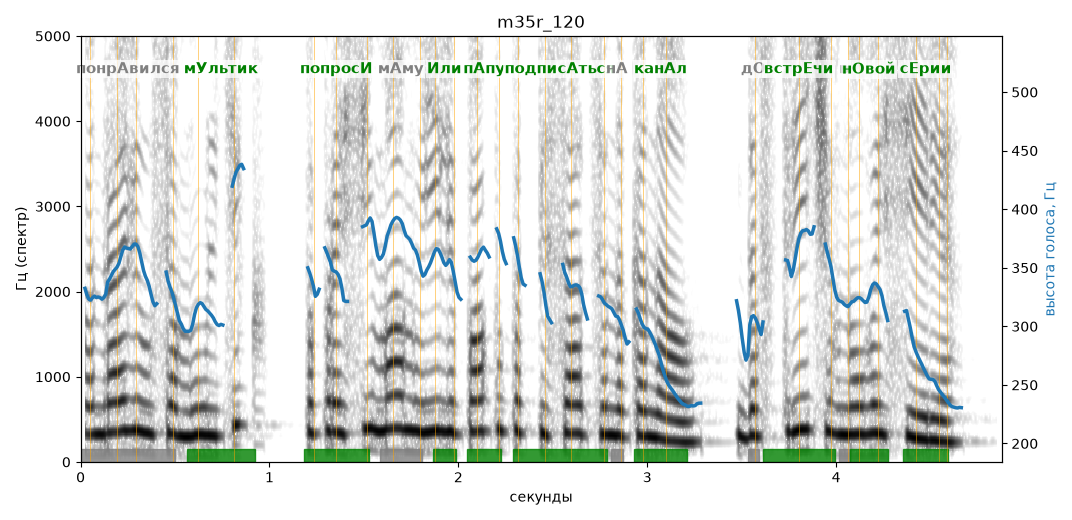 m35r_120
понрАвился мУльтик попросИ мАму Или пАпу подписАтьс нА канАл дО встрЕчи нОвой сЕрии
Гц (спектр)
5000
4000
3000
2000
1000
0
500
450
400
350
300
250
200
высота голоса, Гц
0 1 2 3 4
секунды